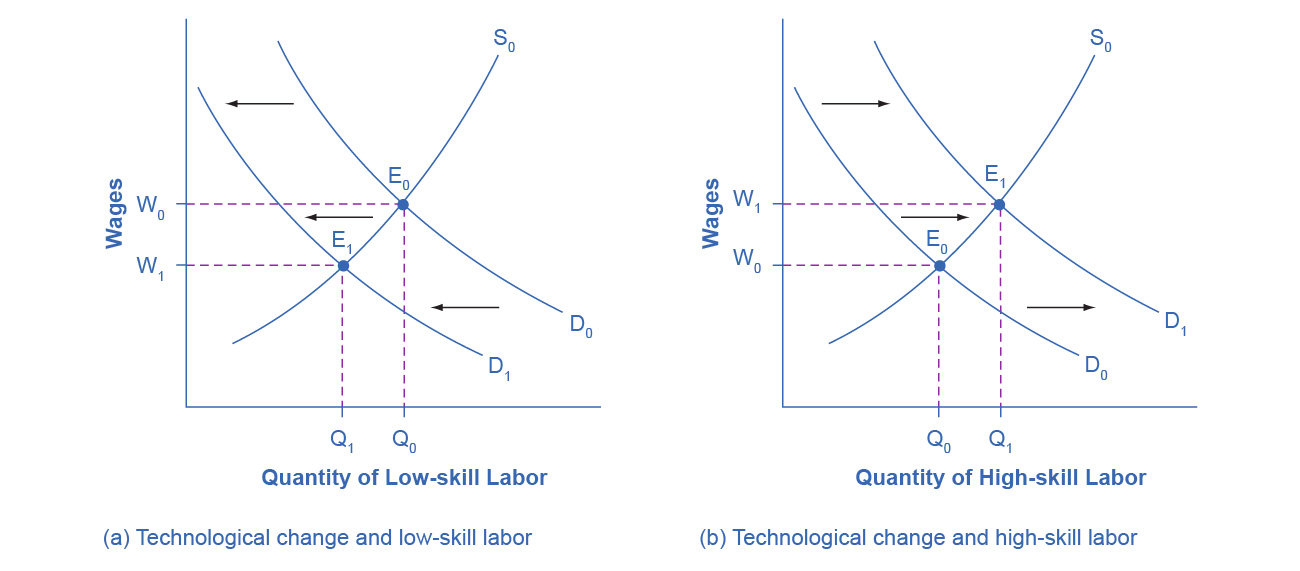 S₀
E₀
Wages
W₀
E₁
W₁
D₀
D₁
Q₁ Q₀
Quantity of Low-skill Labor
(a) Technological change and low-skill labor
S₀
E₁
Wages
W₁
E₀
W₀
D₁
D₀
Q₀ Q₁
Quantity of High-skill Labor
(b) Technological change and high-skill labor